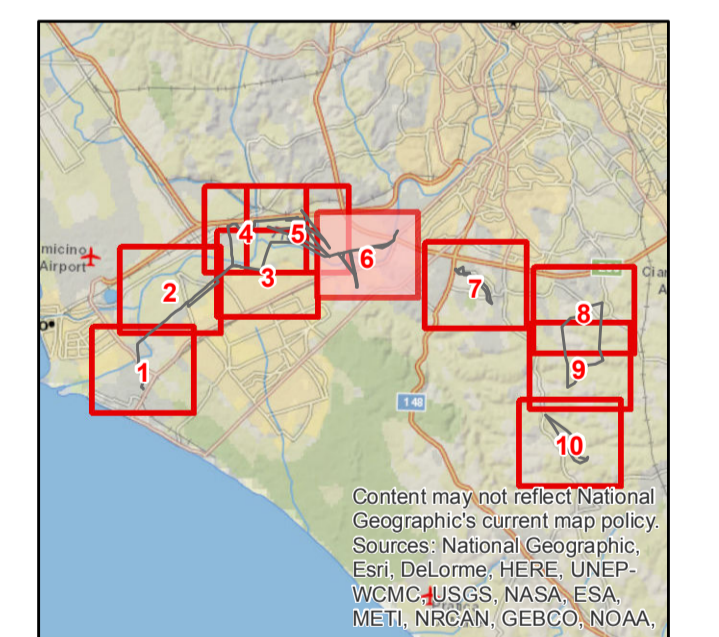 micino
Airport
4
5
6
3
2
7
Ciar
A
8
1
9
148
10
Content may not reflect National
Geographic's current map policy.
Sources: National Geographic,
Esri, DeLorme, HERE, UNEP-
WCMC, USGS, NASA, ESA,
METI, NRCAN, GEBCO, NOAA,